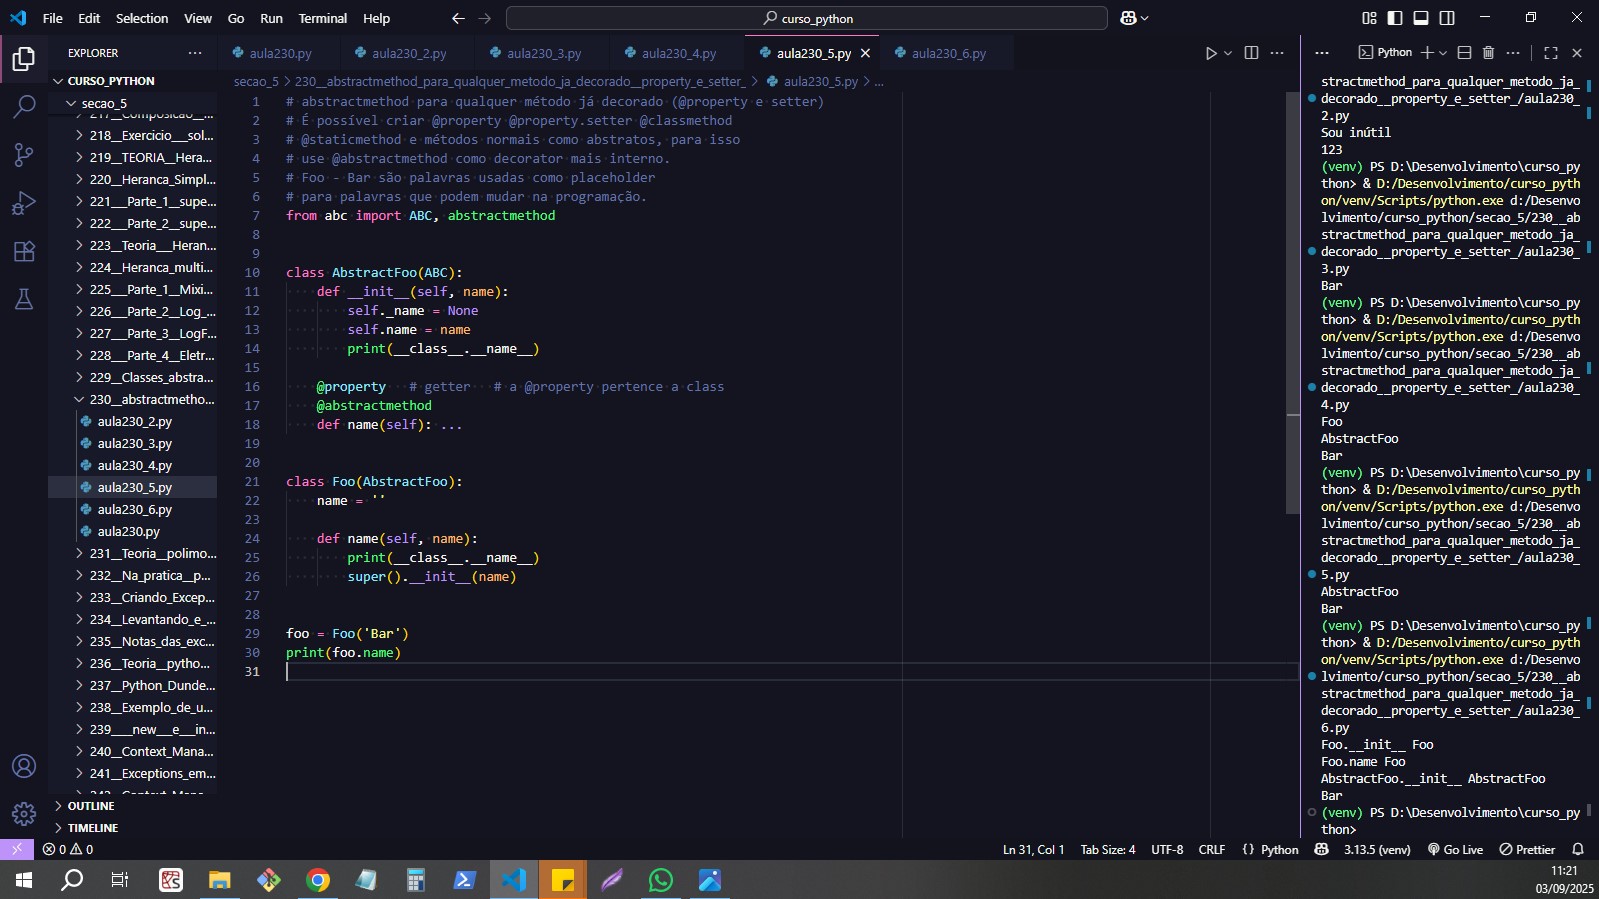 File Edit Selection View Go Run Terminal Help
curso_python
EXPLORER
CURSO_PYTHON
secao_5
217__Composicao__...
218__Exercicio__sol...
219__TEORIA__Hera...
220__Heranca_Simpl...
221__Parte_1__supe...
222__Parte_2__supe...
223__Teoria___Heran...
224__Heranca_multi...
225___Parte_1__Mixi...
226__Parte_2__Log_...
227__Parte_3__LogF...
228__Parte_4__Eletr...
229__Classes_abstra...
230__abstractmetho...
aula230_2.py
aula230_3.py
aula230_4.py
aula230_5.py
aula230_6.py
aula230.py
231__Teoria__polimo...
232__Na_pratica__p...
233__Criando_Excep...
234__Levantando_e_...
235__Notas_das_exc...
236__Teoria__pytho...
237__Python_Dunde...
238__Exemplo_de_u...
239___new__e__in...
240__Context_Mana...
241__Exceptions_em...
OUTLINE
TIMELINE
aula230.py aula230_2.py aula230_3.py aula230_4.py aula230_5.py aula230_6.py
secao_5 > 230__abstractmethod_para_qualquer_metodo_ja_decorado__property_e_setter_ > aula230_5.py > ...
1 # abstractmethod para qualquer método já decorado (@property e setter)
2 # É possível criar @property @property.setter @classmethod
3 # @staticmethod e métodos normais como abstratos, para isso
4 # use @abstractmethod como decorator mais interno.
5 # Foo - Bar são palavras usadas como placeholder
6 # para palavras que podem mudar na programação.
7 from abc import ABC, abstractmethod
8
9
10 class AbstractFoo(ABC):
11     def __init__(self, name):
12         self._name = None
13         self.name = name
14         print(__class__.__name__)
15
16     @property   # getter   # a @property pertence a class
17     @abstractmethod
18     def name(self): ...
19
20
21 class Foo(AbstractFoo):
22     name = ''
23
24     def name(self, name):
25         print(__class__.__name__)
26         super().__init__(name)
27
28
29 foo = Foo('Bar')
30 print(foo.name)
31
Python
stractmethod_para_qualquer_metodo_ja_
decorado__property_e_setter_/aula230_
2.py
Sou inútil
123
(venv) PS D:\Desenvolvimento\curso_py
thon> & D:/Desenvolvimento/curso_pyth
on/venv/Scripts/python.exe d:/Desenvo
lvimento/curso_python/secao_5/230__ab
stractmethod_para_qualquer_metodo_ja_
decorado__property_e_setter_/aula230_
3.py
Bar
(venv) PS D:\Desenvolvimento\curso_py
thon> & D:/Desenvolvimento/curso_pyth
on/venv/Scripts/python.exe d:/Desenvo
lvimento/curso_python/secao_5/230__ab
stractmethod_para_qualquer_metodo_ja_
decorado__property_e_setter_/aula230_
4.py
Foo
AbstractFoo
Bar
(venv) PS D:\Desenvolvimento\curso_py
thon> & D:/Desenvolvimento/curso_pyth
on/venv/Scripts/python.exe d:/Desenvo
lvimento/curso_python/secao_5/230__ab
stractmethod_para_qualquer_metodo_ja_
decorado__property_e_setter_/aula230_
5.py
AbstractFoo
Bar
(venv) PS D:\Desenvolvimento\curso_py
thon> & D:/Desenvolvimento/curso_pyth
on/venv/Scripts/python.exe d:/Desenvo
lvimento/curso_python/secao_5/230__ab
stractmethod_para_qualquer_metodo_ja_
decorado__property_e_setter_/aula230_
6.py
Foo.__init__ Foo
Foo.name Foo
AbstractFoo.__init__ AbstractFoo
Bar
(venv) PS D:\Desenvolvimento\curso_py
thon>
0 0 Ln 31, Col 1 Tab Size: 4 UTF-8 CRLF {} Python 3.13.5 (venv) Go Live Prettier
11:21
03/09/2025